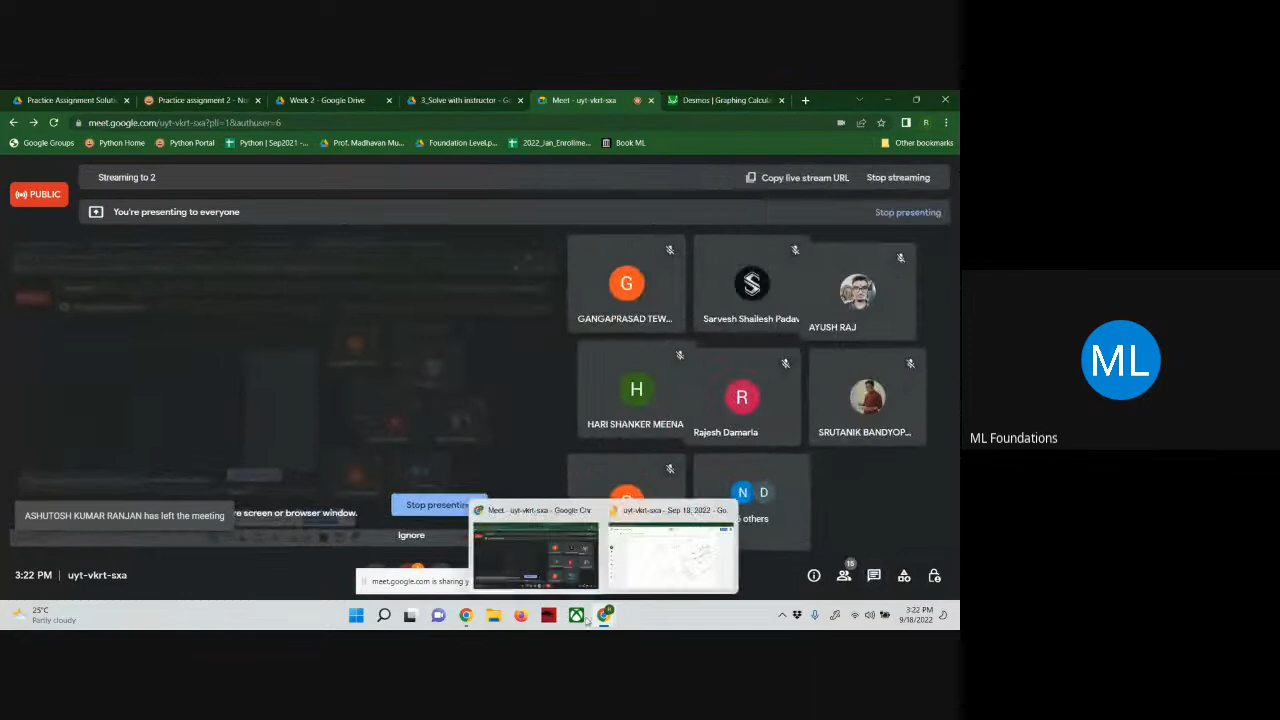 Practice Assignment Soluti
Practice assignment 2 - No
Week 2 - Google Drive
3_Solve with instructor - G
Meet - uyt-vkrt-sxa
Desmos | Graphing Calcula
meet.google.com/uyt-vkrt-sxa?pli=1&authuser=6
R
Google Groups
Python Home
Python Portal
Python | Sep2021 -...
Prof. Madhavan Mu...
Foundation Level.p...
2022_Jan_Enrollme...
Book ML
Other bookmarks
PUBLIC
Streaming to 2
Copy live stream URL
Stop streaming
You're presenting to everyone
Stop presenting
G
GANGAPRASAD TEW...
S
Sarvesh Shailesh Padav
AYUSH RAJ
H
HARI SHANKER MEENA
R
Rajesh Damaria
SRUTANIK BANDYOP...
N D
others
ASHUTOSH KUMAR RANJAN has left the meeting
re screen or browser window.
Stop presentin
Ignore
Meet - uyt-vkrt-sxa - Google Chr
uyt-vkrt-sxa - Sep 18, 2022 - Go
3:22 PM | uyt-vkrt-sxa
meet.google.com is sharing y
15
25°C
Partly cloudy
3:22 PM
9/18/2022
ML
ML Foundations